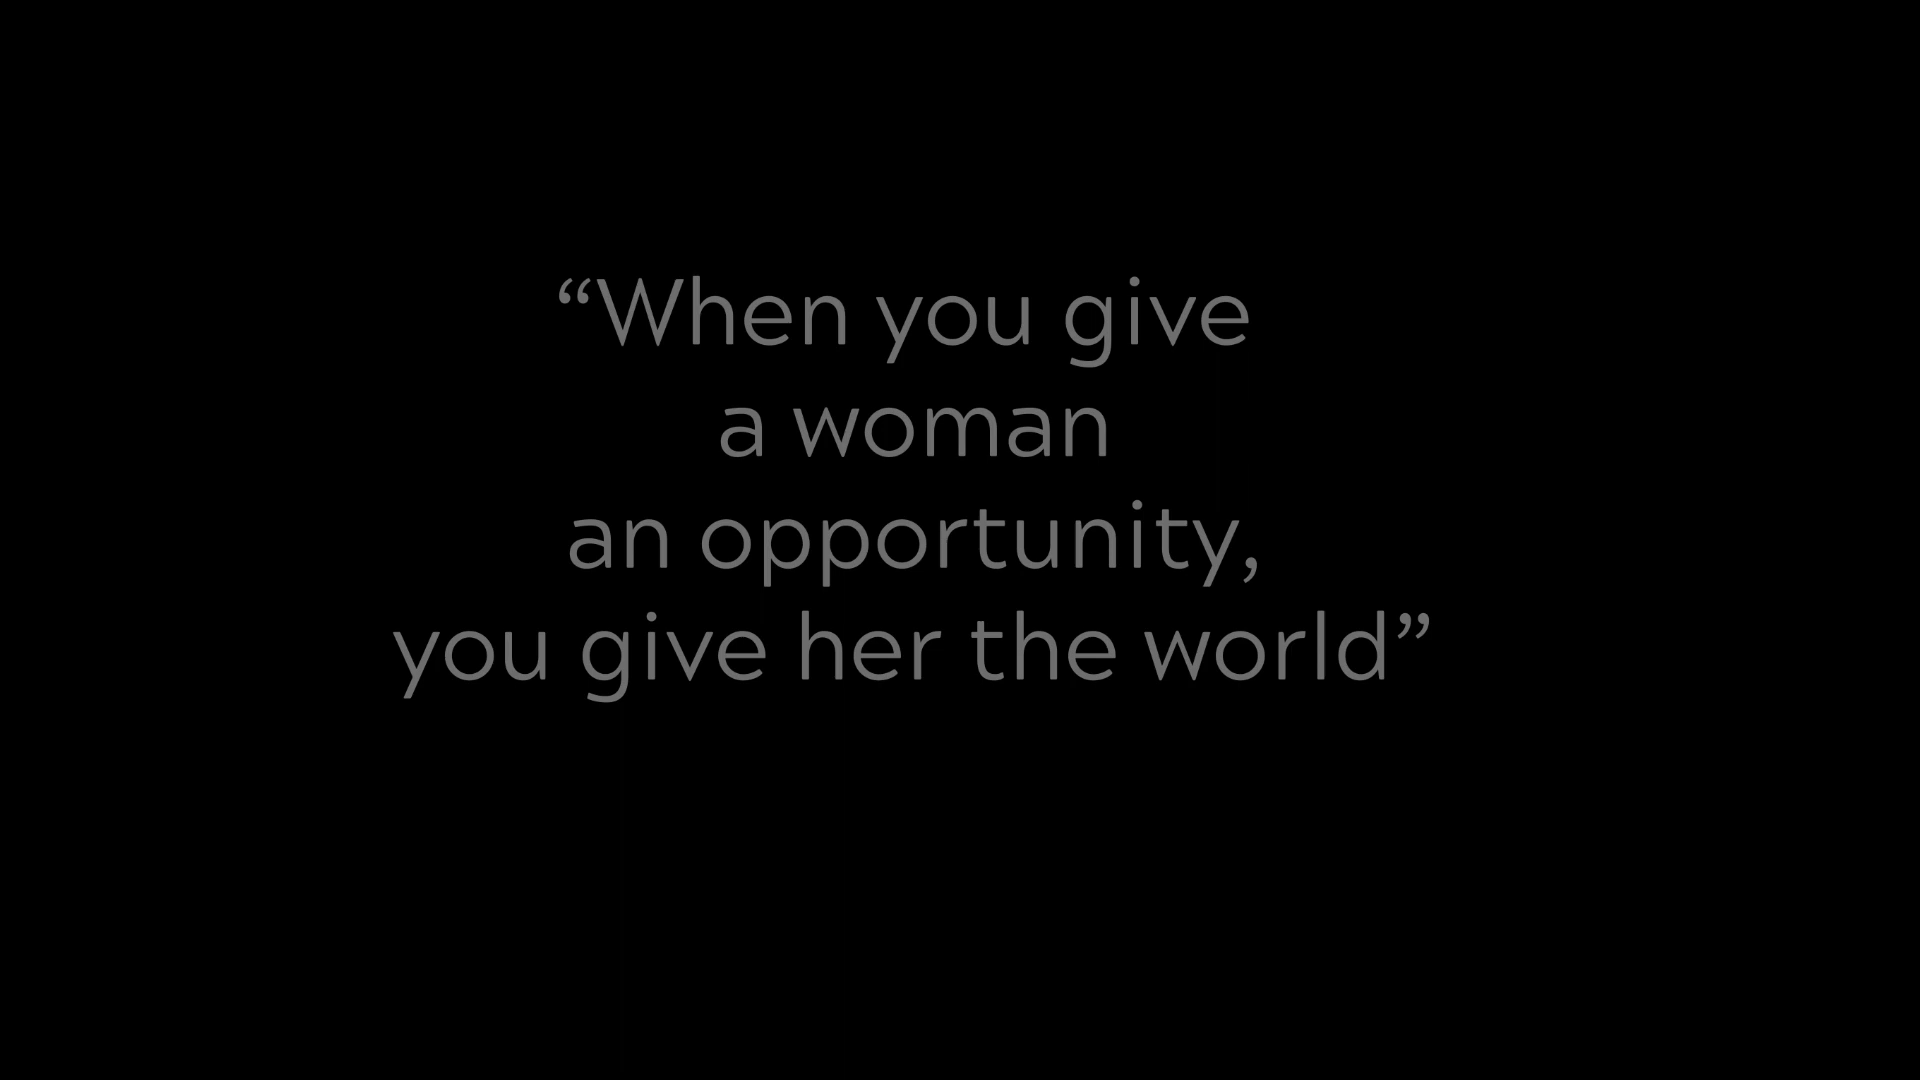 “When you give
a woman
an opportunity,
you give her the world”